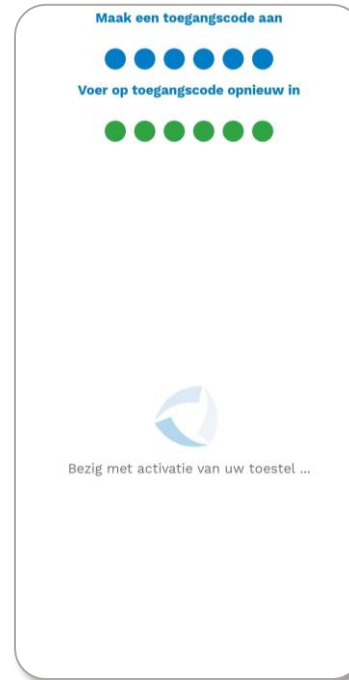 Maak een toegangscode aan
Voer op toegangscode opnieuw in
Bezig met activatie van uw toestel ...